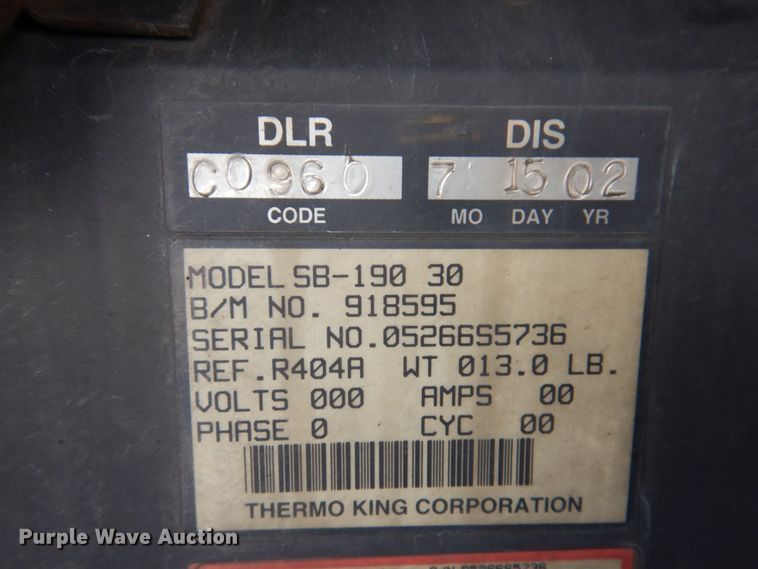 DLR DIS
C0960 7 15 02
CODE MO DAY YR
MODEL SB-190 30
B/M NO. 918595
SERIAL NO.0526655736
REF.R404A WT 013.0 LB.
VOLTS 000 AMPS 00
PHASE 0 CYC 00
THERMO KING CORPORATION
Purple Wave Auction